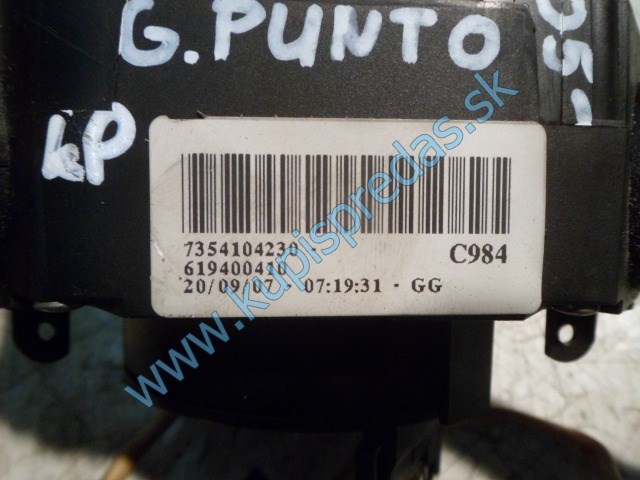 G. PUNTO
05-
LP
7354104230 -
C984
619400410
20/09/07 - 07:19:31 - GG
www.kupispredas.sk